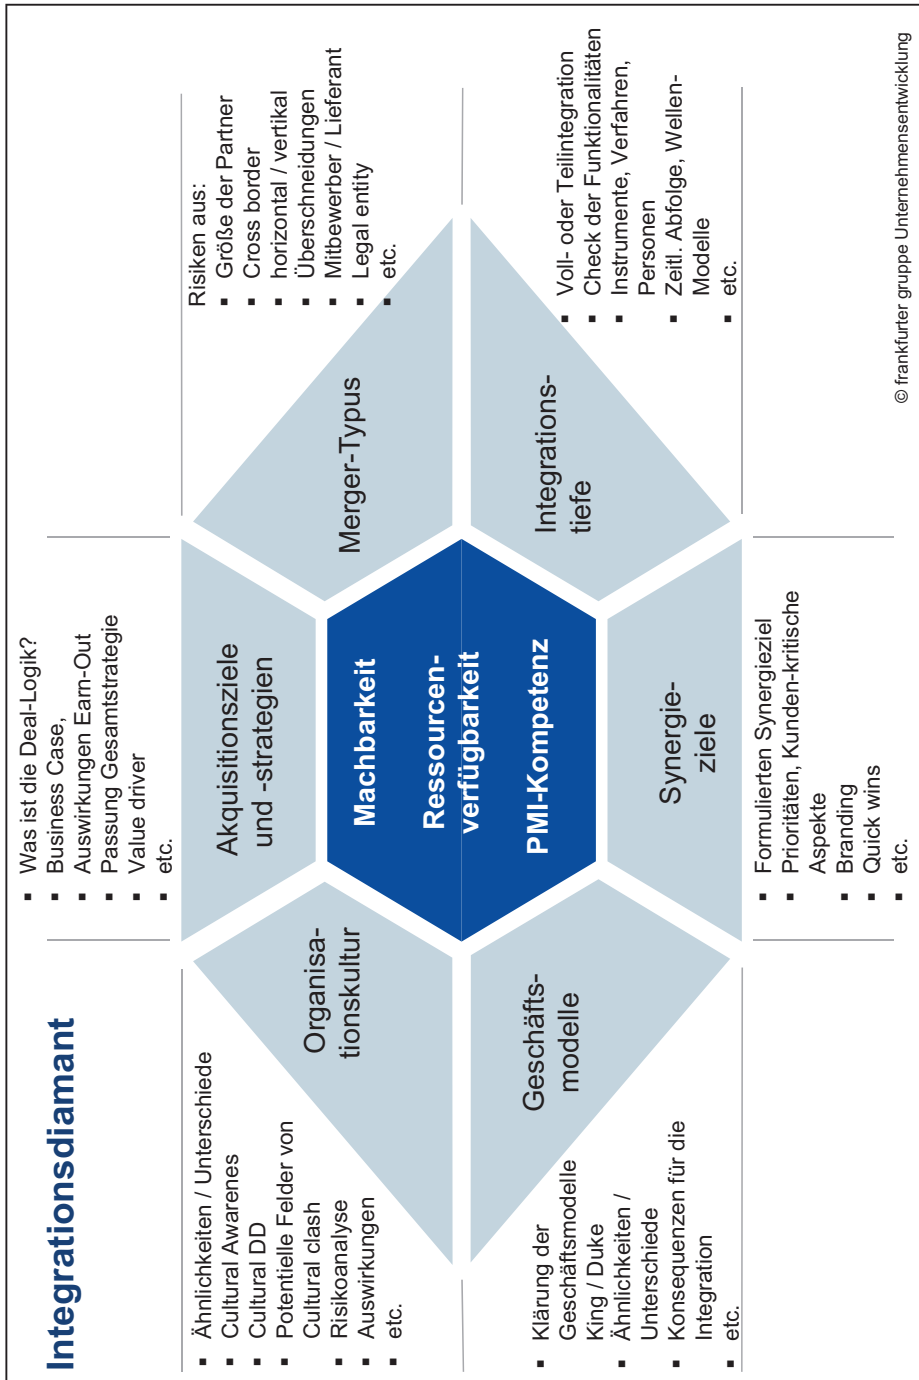 Integrationsdiamant
▪ Ähnlichkeiten / Unterschiede
▪ Cultural Awarenes
▪ Cultural DD
▪ Potentielle Felder von
Cultural clash
▪ Risikoanalyse
▪ Auswirkungen
▪ etc.
▪ Was ist die Deal-Logik?
▪ Business Case,
▪ Auswirkungen Earn-Out
▪ Passung Gesamtstrategie
▪ Value driver
▪ etc.
Risiken aus:
▪ Größe der Partner
▪ Cross border
▪ horizontal / vertikal
▪ Überschneidungen
▪ Mitbewerber / Lieferant
▪ Legal entity
▪ etc.
Organisa-
tionskultur
Akquisitionsziele
und -strategien
Merger-Typus
Machbarkeit
Ressourcen-
verfügbarkeit
PMI-Kompetenz
Geschäfts-
modelle
Synergie-
ziele
Integrations-
tiefe
▪ Klärung der
Geschäftsmodelle
King / Duke
▪ Ähnlichkeiten /
Unterschiede
▪ Konsequenzen für die
Integration
▪ etc.
▪ Formulierten Synergieziel
▪ Prioritäten, Kunden-kritische
Aspekte
▪ Branding
▪ Quick wins
▪ etc.
▪ Voll- oder Teilintegration
▪ Check der Funktionalitäten
▪ Instrumente, Verfahren,
Personen
▪ Zeitl. Abfolge, Wellen-
Modelle
▪ etc.
© frankfurter gruppe Unternehmensentwicklung